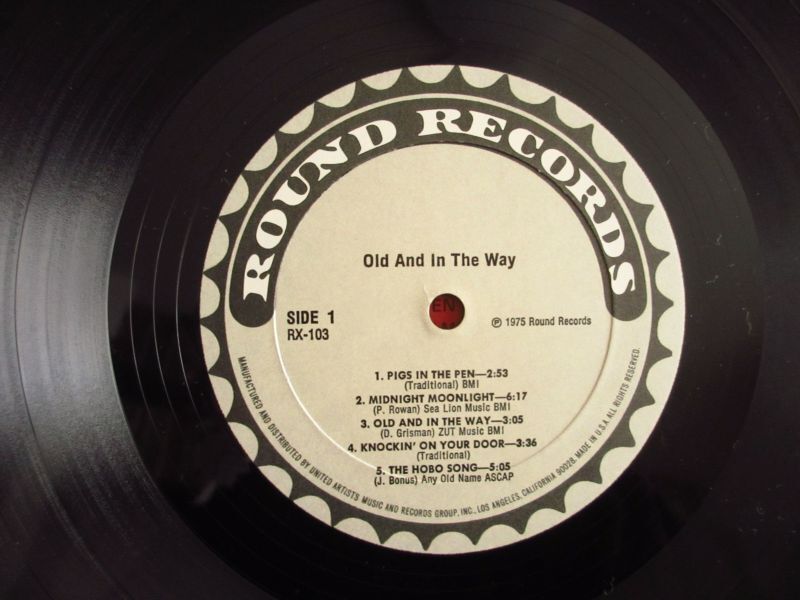 ROUND RECORDS
Old And In The Way
SIDE 1
RX-103
EN
℗ 1975 Round Records
1. PIGS IN THE PEN—2:53
(Traditional) BMI
2. MIDNIGHT MOONLIGHT—6:17
(P. Rowan) Sea Lion Music BMI
3. OLD AND IN THE WAY—3:05
(D. Grisman) ZUT Music BMI
4. KNOCKIN' ON YOUR DOOR—3:36
(Traditional)
5. THE HOBO SONG—5:05
(J. Bonus) Any Old Name ASCAP
MANUFACTURED AND DISTRIBUTED BY UNITED ARTISTS MUSIC AND RECORDS GROUP, INC., LOS ANGELES, CALIFORNIA 90028. MADE IN U.S.A. ALL RIGHTS RESERVED.